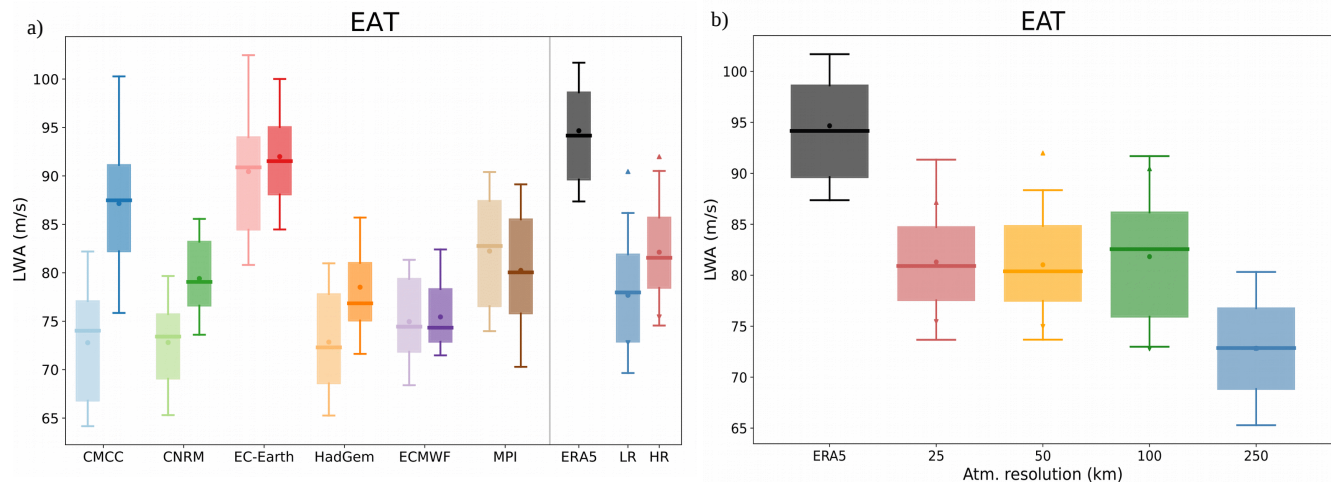 a)
EAT
LWA (m/s)
100
95
90
85
80
75
70
65
CMCC CNRM EC-Earth HadGem ECMWF MPI ERA5 LR HR
b)
EAT
LWA (m/s)
100
95
90
85
80
75
70
65
ERA5 25 50 100 250
Atm. resolution (km)